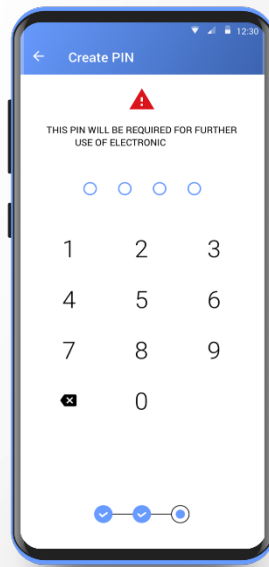 12:30
Create PIN
THIS PIN WILL BE REQUIRED FOR FURTHER
USE OF ELECTRONIC
1 2 3
4 5 6
7 8 9
0